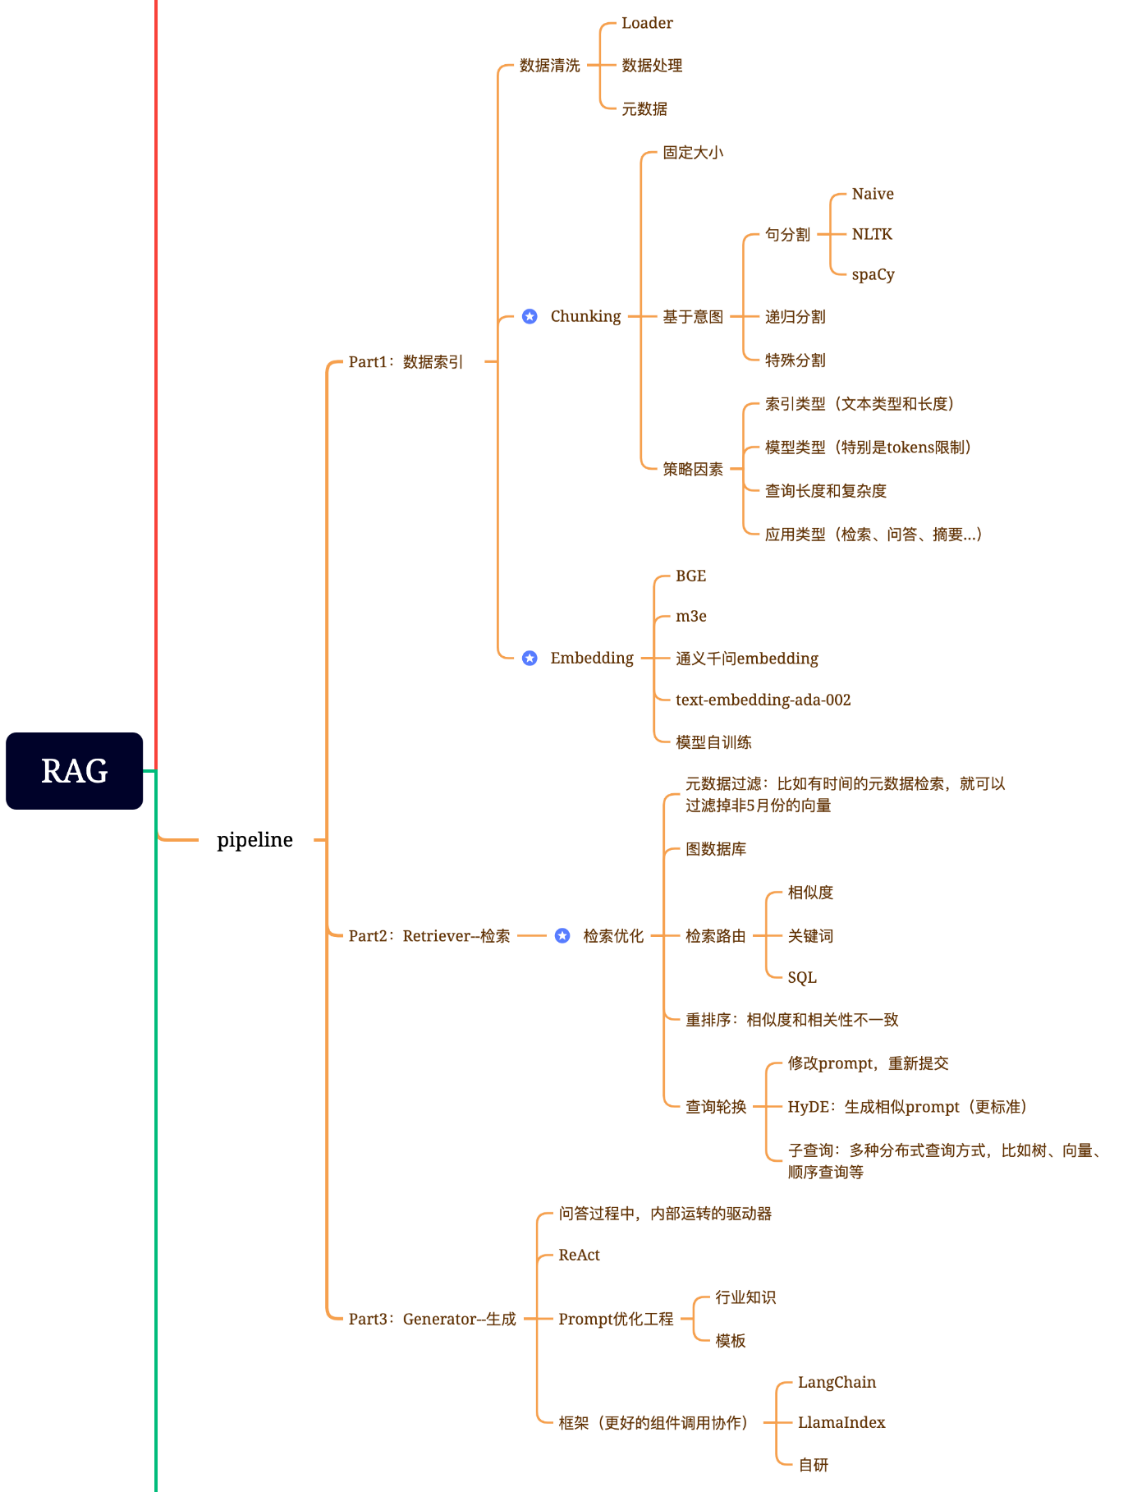 Loader
数据清洗
数据处理
元数据
固定大小
Naive
句分割
NLTK
spaCy
Chunking
基于意图
递归分割
特殊分割
Part1：数据索引
索引类型（文本类型和长度）
模型类型（特别是tokens限制）
策略因素
查询长度和复杂度
应用类型（检索、问答、摘要...）
BGE
m3e
Embedding
通义千问embedding
text-embedding-ada-002
模型自训练
RAG
pipeline
元数据过滤：比如有时间的元数据检索，就可以
过滤掉非5月份的向量
图数据库
相似度
Part2：Retriever--检索
检索优化
检索路由
关键词
SQL
重排序：相似度和相关性不一致
修改prompt，重新提交
查询轮换
HyDE：生成相似prompt（更标准）
子查询：多种分布式查询方式，比如树、向量、
顺序查询等
问答过程中，内部运转的驱动器
ReAct
Part3：Generator--生成
Prompt优化工程
行业知识
模板
框架（更好的组件调用协作）
LangChain
LlamaIndex
自研